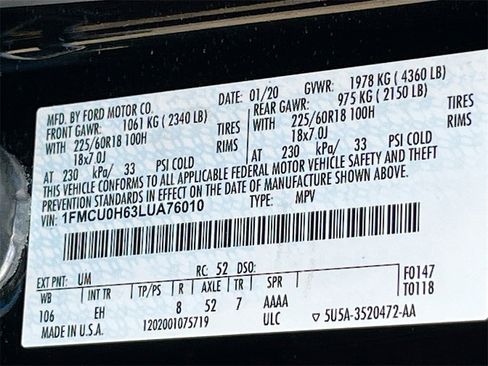 MFD. BY FORD MOTOR CO.
DATE: 01/20 GVWR: 1978 KG (4360 LB)
FRONT GAWR: 1061 KG (2340 LB) REAR GAWR: 975 KG (2150 LB)
WITH 225/60R18 100H TIRES WITH 225/60R18 100H TIRES
18x7.0J RIMS 18x7.0J RIMS
AT 230 kPa/ 33 PSI COLD AT 230 kPa/ 33 PSI COLD
THIS VEHICLE CONFORMS TO ALL APPLICABLE FEDERAL MOTOR VEHICLE SAFETY AND THEFT
PREVENTION STANDARDS IN EFFECT ON THE DATE OF MANUFACTURE SHOWN ABOVE.
VIN: 1FMCU0H63LUA76010 TYPE: MPV
EXT PNT: UM RC: 52 DSO:
WB INT TR TP/PS R AXLE TR SPR F0147
106 EH 8 52 7 AAAA T0118
MADE IN U.S.A. 1202001075719 ULC ▽ 5U5A-3520472-AA